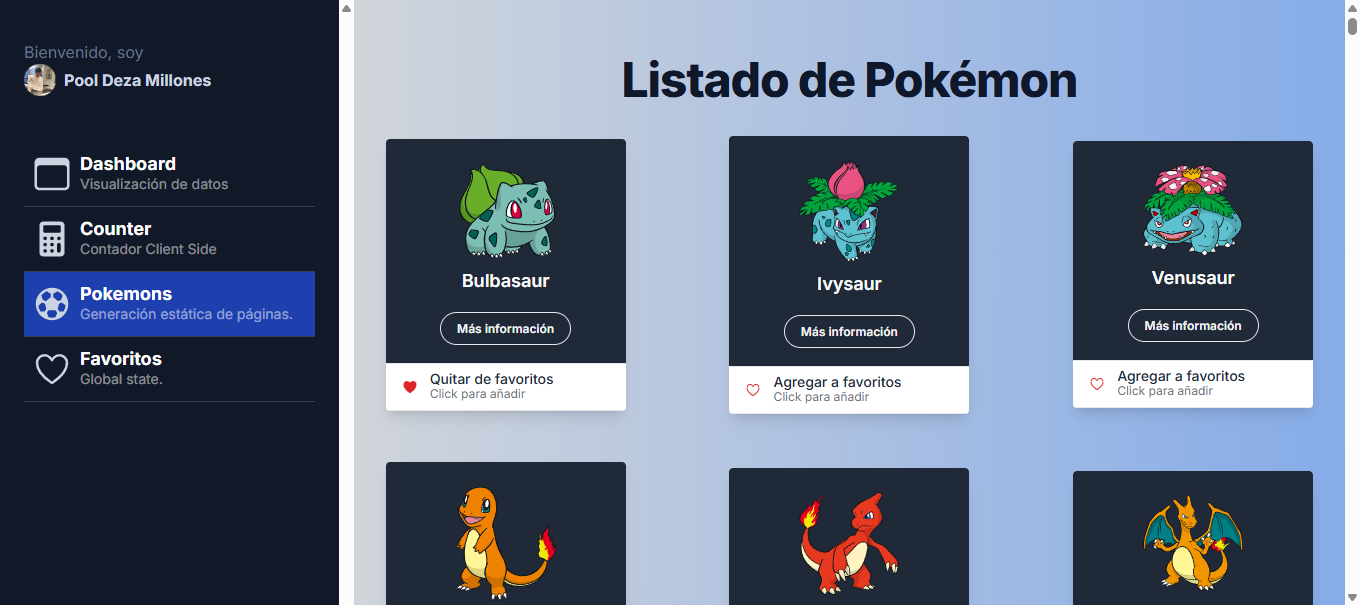 Bienvenido, soy
Pool Deza Millones
Dashboard
Visualización de datos
Counter
Contador Client Side
Pokemons
Generación estática de páginas.
Favoritos
Global state.
Listado de Pokémon
Bulbasaur
Más información
Quitar de favoritos
Click para añadir
Ivysaur
Más información
Agregar a favoritos
Click para añadir
Venusaur
Más información
Agregar a favoritos
Click para añadir